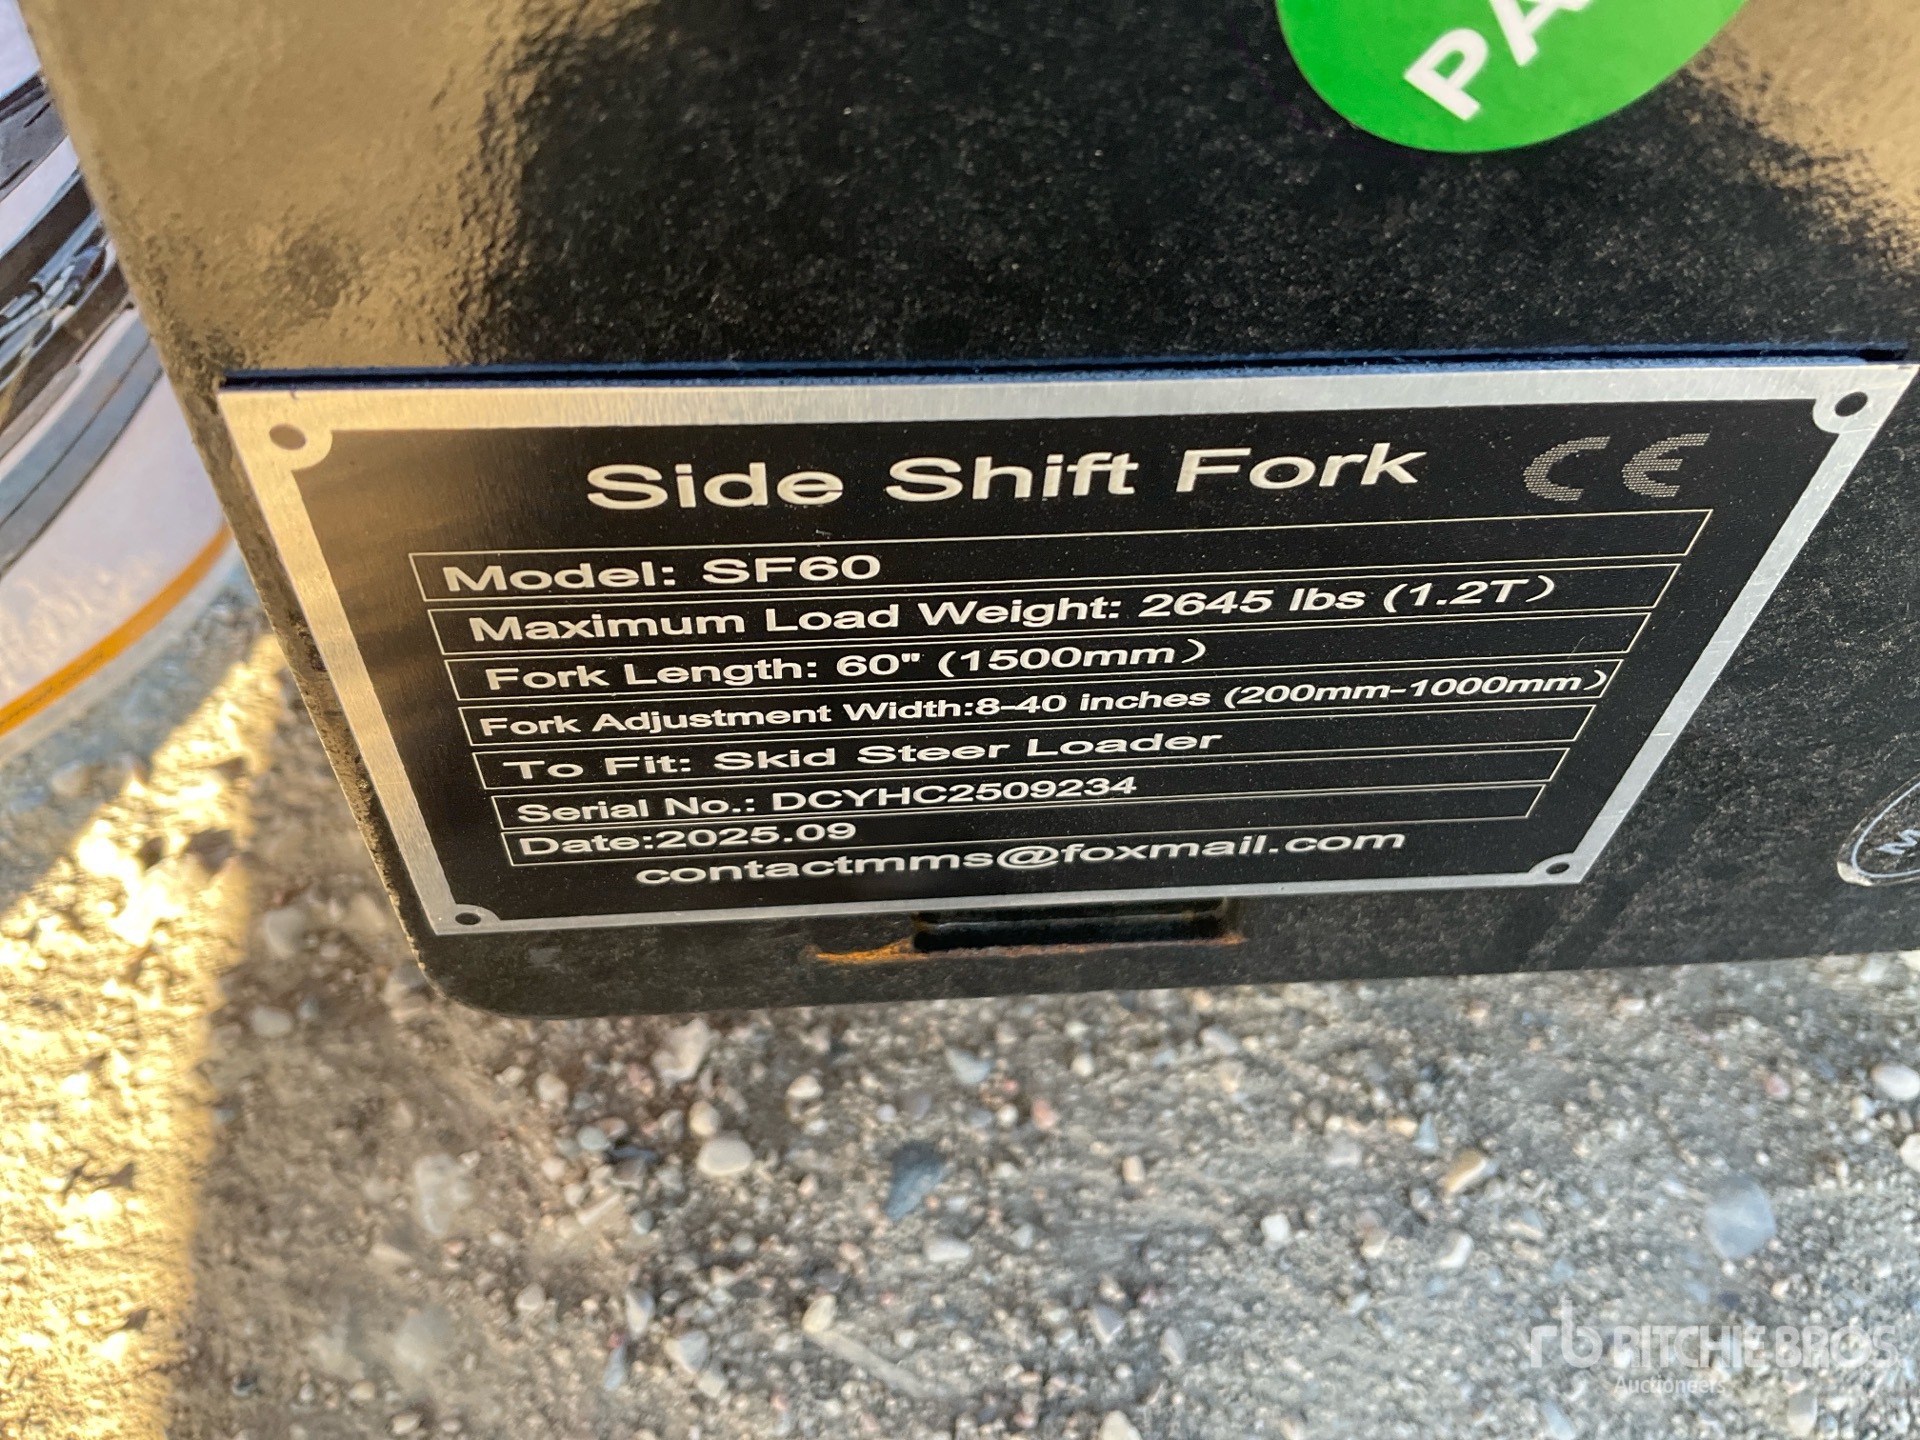 PA
Side Shift Fork CE
Model: SF60
Maximum Load Weight: 2645 lbs (1.2T)
Fork Length: 60" (1500mm)
Fork Adjustment Width:8-40 inches (200mm-1000mm)
To Fit: Skid Steer Loader
Serial No.: DCYHC2509234
Date:2025.09
contactmms@foxmail.com
M
rb RITCHIE BROS
Auctioneers